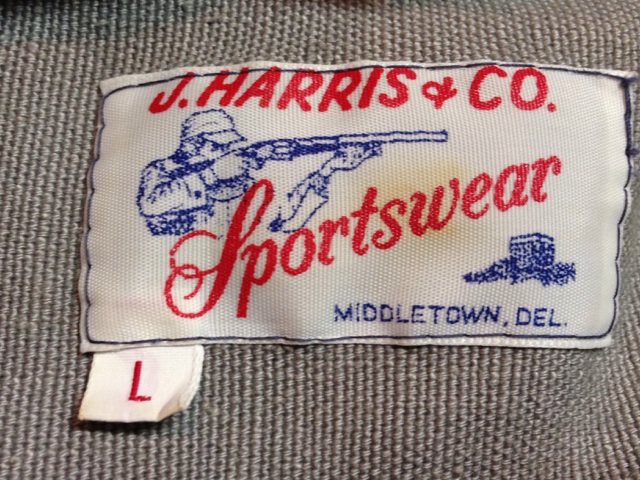 J. HARRIS & CO.
Sportswear
MIDDLETOWN, DEL.
L